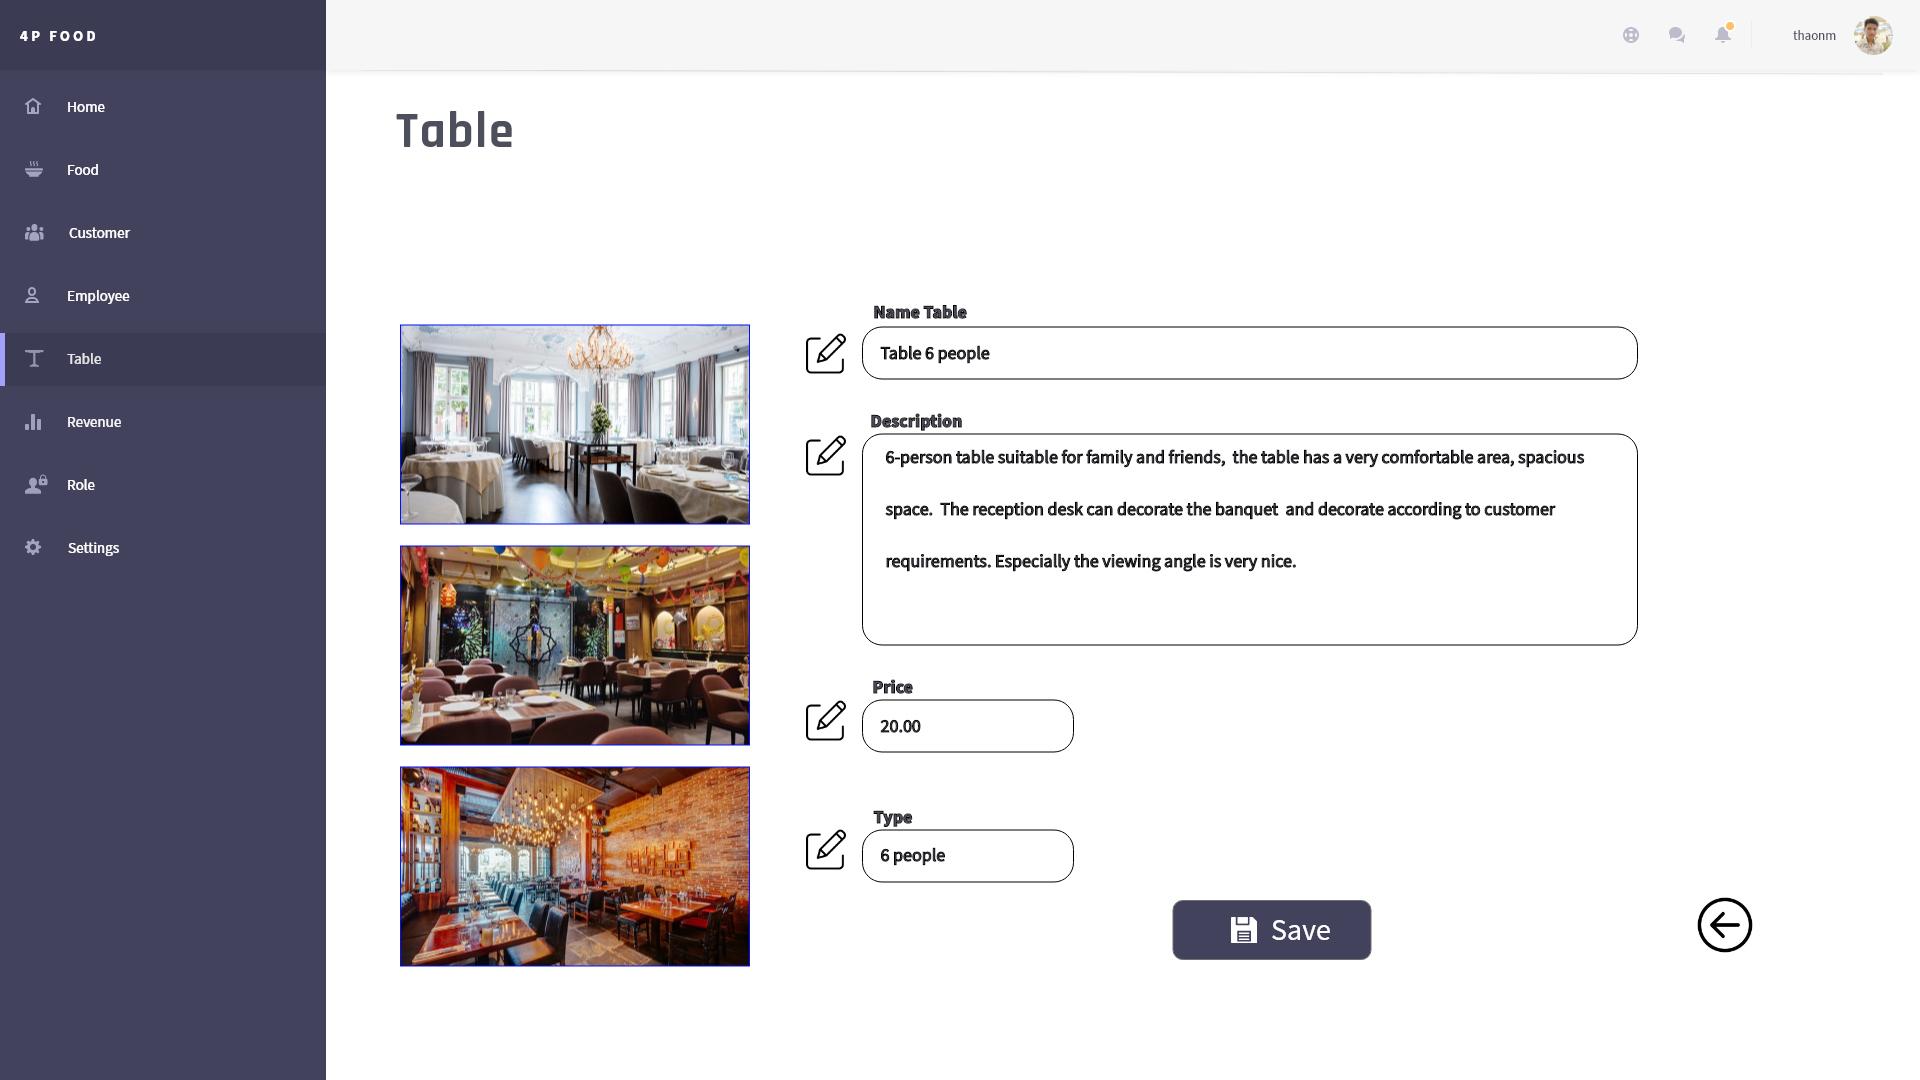 4P FOOD
thaonm
Home
Food
Customer
Employee
Table
Revenue
Role
Settings
Table
Name Table
Table 6 people
Description
6-person table suitable for family and friends,  the table has a very comfortable area, spacious
space.  The reception desk can decorate the banquet  and decorate according to customer
requirements. Especially the viewing angle is very nice.
Price
20.00
Type
6 people
Save